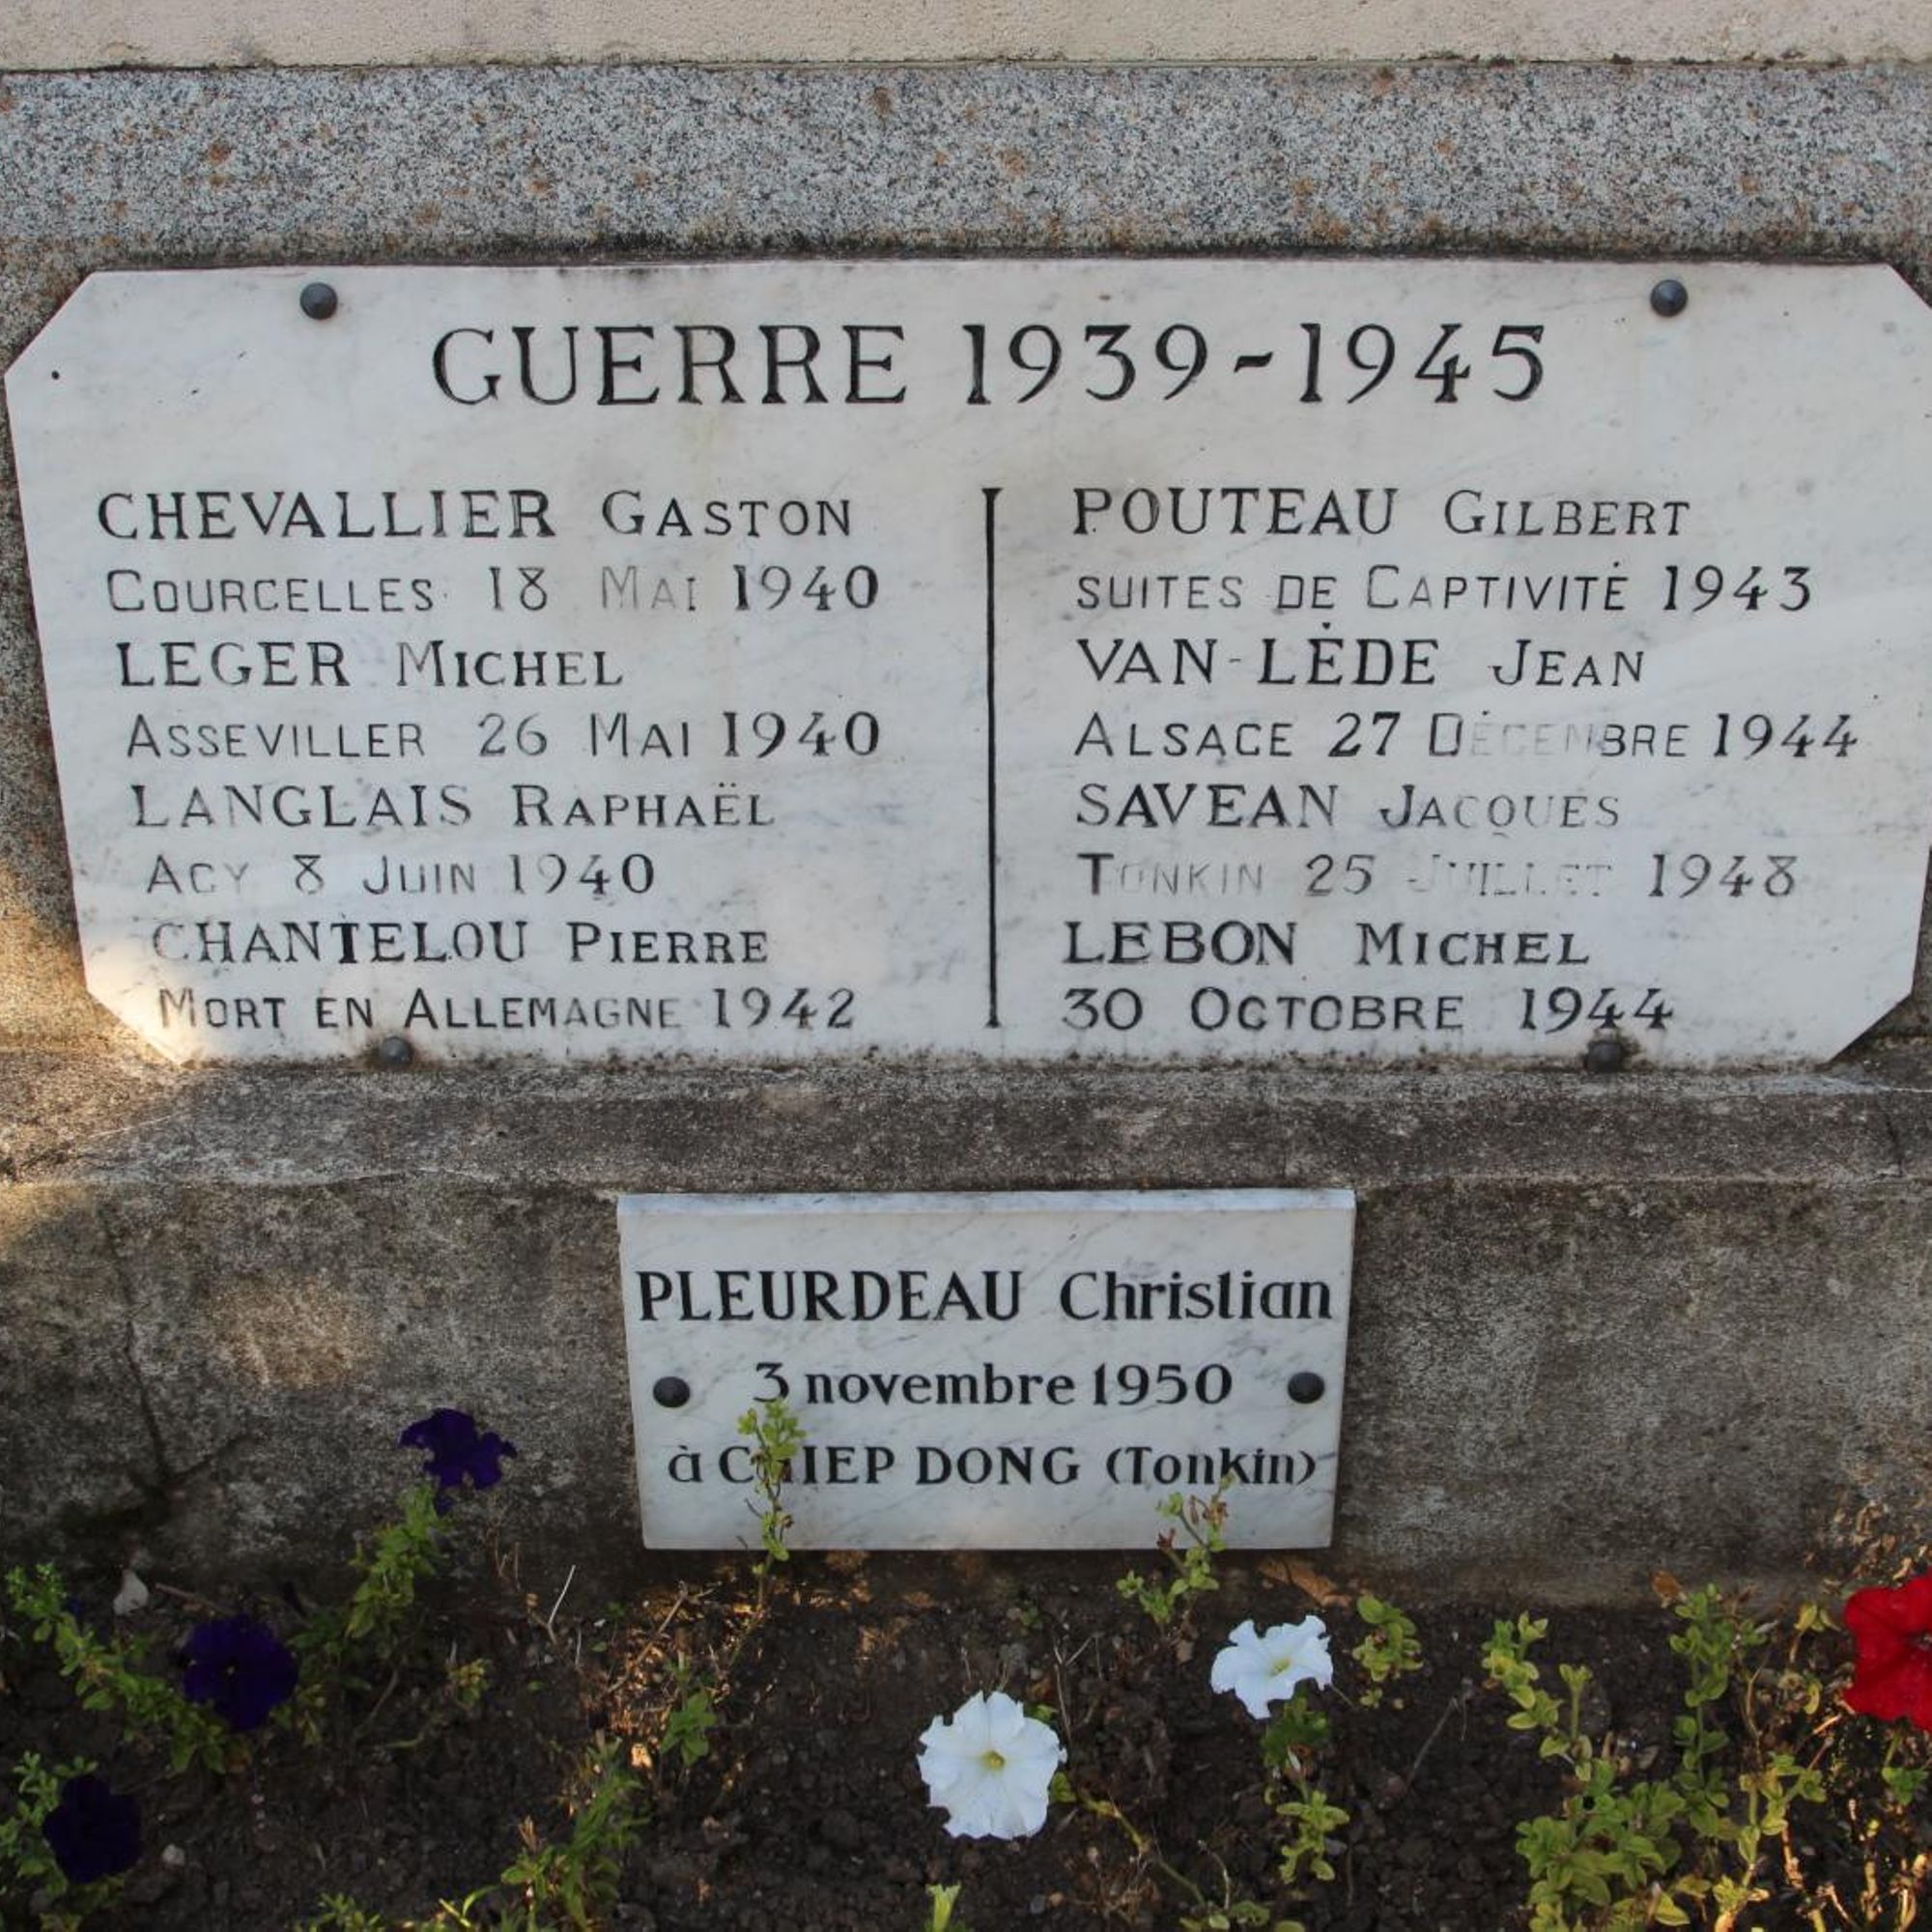 GUERRE 1939-1945
CHEVALLIER GASTON
COURCELLES 18 MAI 1940
LEGER MICHEL
ASSEVILLER 26 MAI 1940
LANGLAIS RAPHAËL
ACY 8 JUIN 1940
CHANTELOU PIERRE
MORT EN ALLEMAGNE 1942
POUTEAU GILBERT
SUITES DE CAPTIVITÉ 1943
VAN-LÈDE JEAN
ALSACE 27 DÉCEMBRE 1944
SAVEAN JACQUES
TONKIN 25 JUILLET 1948
LEBON MICHEL
30 OCTOBRE 1944
PLEURDEAU Christian
3 novembre 1950
à DONG (Tonkin)